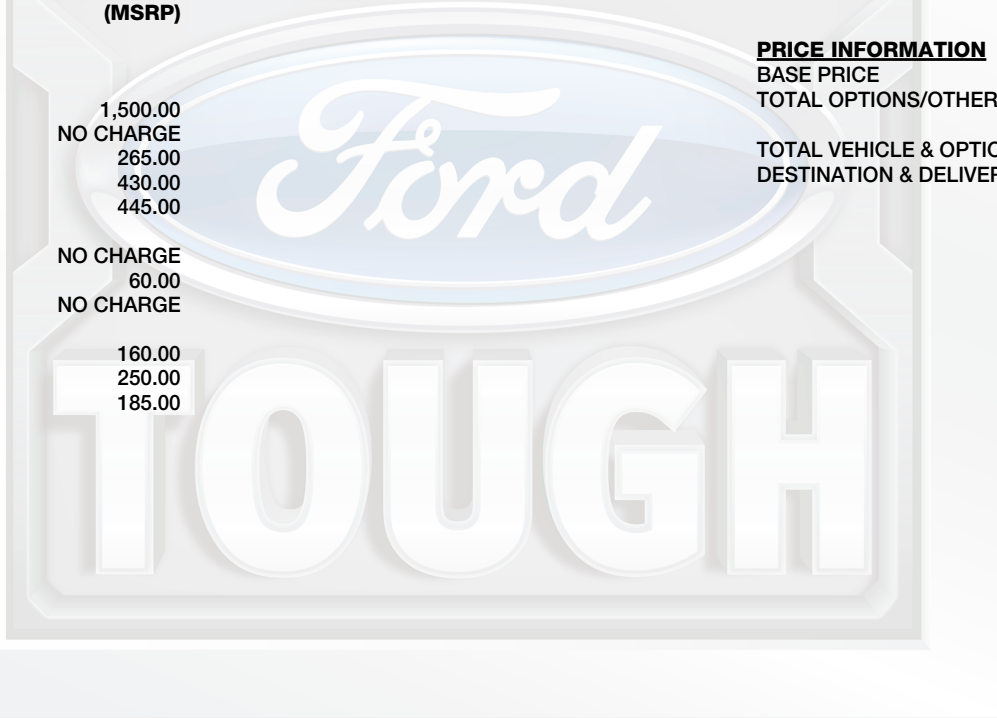 (MSRP)
1,500.00
NO CHARGE
265.00
430.00
445.00
NO CHARGE
60.00
NO CHARGE
160.00
250.00
185.00
PRICE INFORMATION
BASE PRICE
TOTAL OPTIONS/OTHER
TOTAL VEHICLE & OPTIO
DESTINATION & DELIVER
Ford
TOUGH